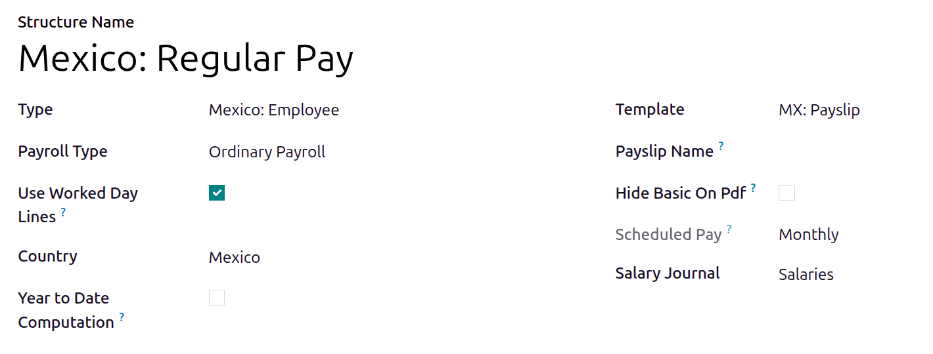 Structure Name
Mexico: Regular Pay
Type Mexico: Employee
Template MX: Payslip
Payroll Type Ordinary Payroll
Payslip Name ?
Use Worked Day
Lines ?
Hide Basic On Pdf ?
Scheduled Pay ? Monthly
Country Mexico
Salary Journal Salaries
Year to Date
Computation ?